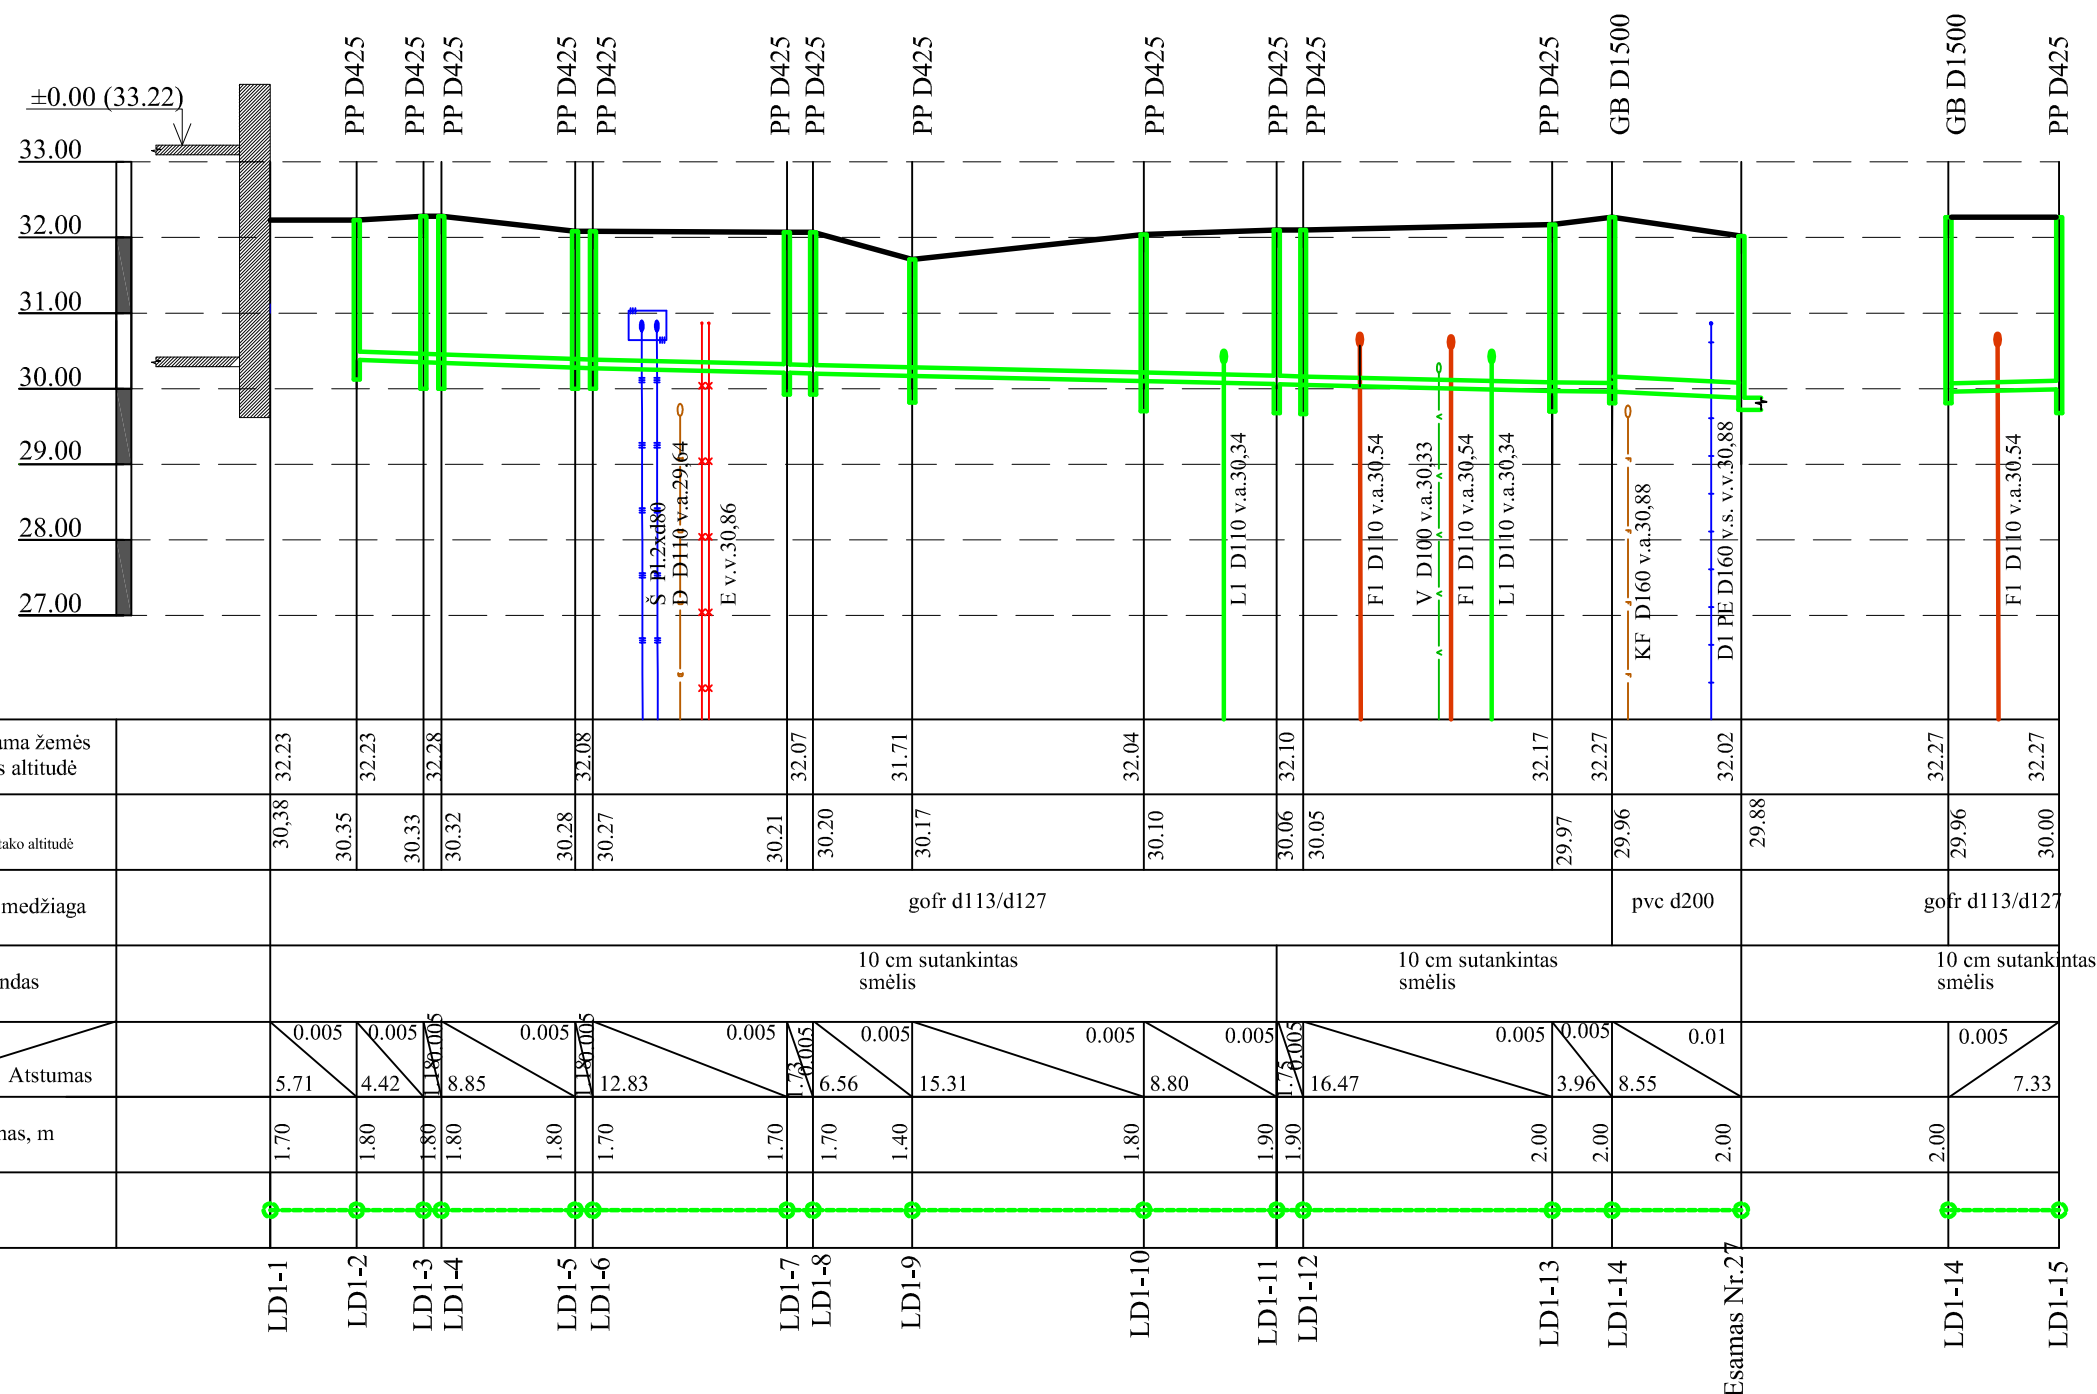 PP D425
PP D425
PP D425
PP D425
PP D425
PP D425
PP D425
PP D425
PP D425
PP D425
PP D425
PP D425
GB D1500
GB D1500
PP D425
±0.00 (33.22)
33.00
32.00
31.00
30.00
29.00
28.00
27.00
Š Pl.2xd80
D D110 v.a.29,64
E v.v.30,86
L1 D110 v.a.30,34
F1 D110 v.a.30.54
V D100 v.a.30,33
F1 D110 v.a.30,54
L1 D110 v.a.30,34
KF D160 v.a.30,88
D1 PE D160 v.s. v.v.30,88
F1 D110 v.a.30.54
ama žemės
s altitudė
32.23
32.23
32.28
32.08
32.07
31.71
32.04
32.10
32.17
32.27
32.02
32.27
32.27
tako altitudė
30,38
30.35
30.33
30.32
30.28
30.27
30.21
30.20
30.17
30.10
30.06
30.05
29.97
29.96
29.88
29.96
30.00
medžiaga
gofr d113/d127
pvc d200
gofr d113/d127
ndas
10 cm sutankintas
smėlis
10 cm sutankintas
smėlis
10 cm sutankintas
smėlis
0.005
0.005
0.005
0.005
0.005
0.005
0.005
0.005
0.005
0.005
0.005
0.005
0.005
0.01
0.005
Atstumas
5.71
4.42
1.18
8.85
1.18
12.83
1.73
6.56
15.31
8.80
1.75
16.47
3.96
8.55
7.33
nas, m
1.70
1.80
1.80
1.80
1.80
1.70
1.70
1.70
1.40
1.80
1.90
1.90
2.00
2.00
2.00
2.00
LD1-1
LD1-2
LD1-3
LD1-4
LD1-5
LD1-6
LD1-7
LD1-8
LD1-9
LD1-10
LD1-11
LD1-12
LD1-13
LD1-14
Esamas Nr.27
LD1-14
LD1-15